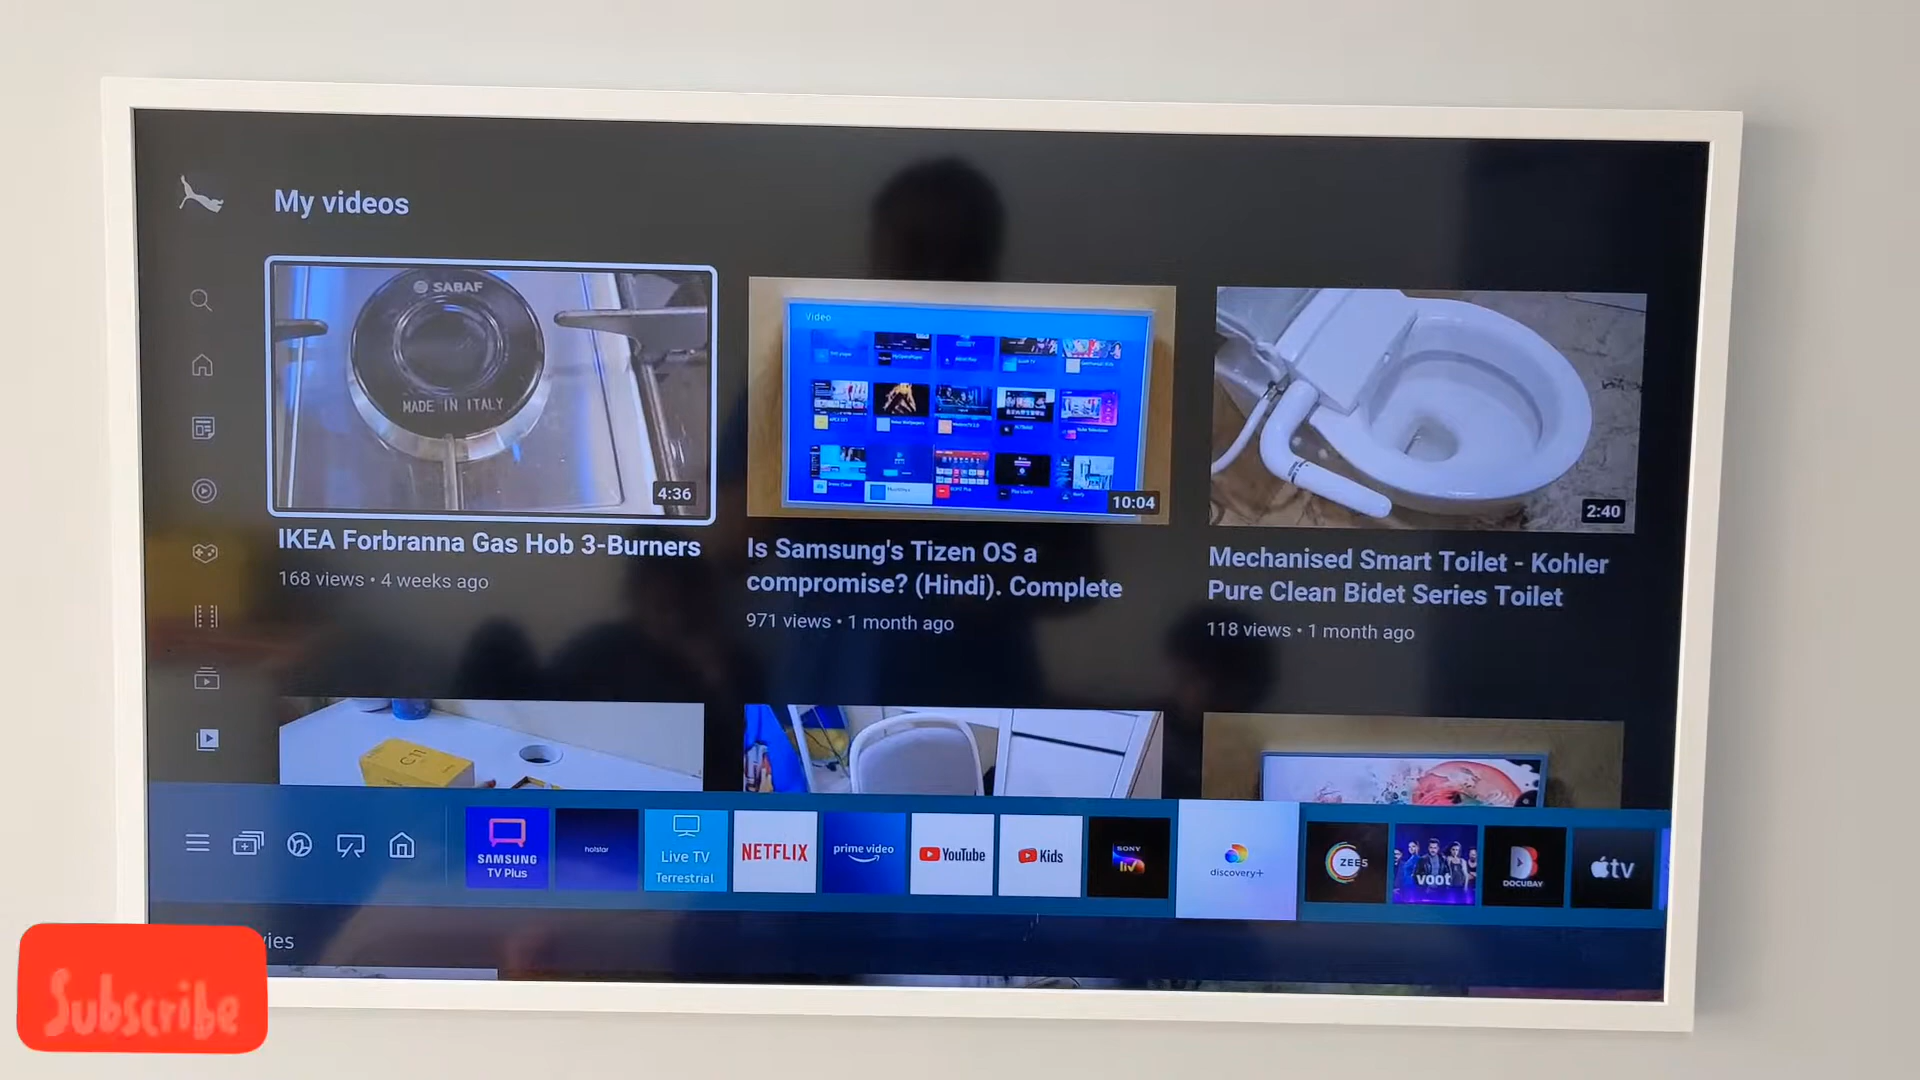 My videos
SABAF
MADE IN ITALY
4:36
Video
10:04
2:40
IKEA Forbranna Gas Hob 3-Burners
168 views • 4 weeks ago
Is Samsung's Tizen OS a
compromise? (Hindi). Complete
971 views • 1 month ago
Mechanised Smart Toilet - Kohler
Pure Clean Bidet Series Toilet
118 views • 1 month ago
C11
SAMSUNG
TV Plus
hotstar
Live TV
Terrestrial
NETFLIX
prime video
YouTube
Kids
SONY
liv
discovery+
ZEE5
voot
DOCUBAY
tv
vies
Subscribe